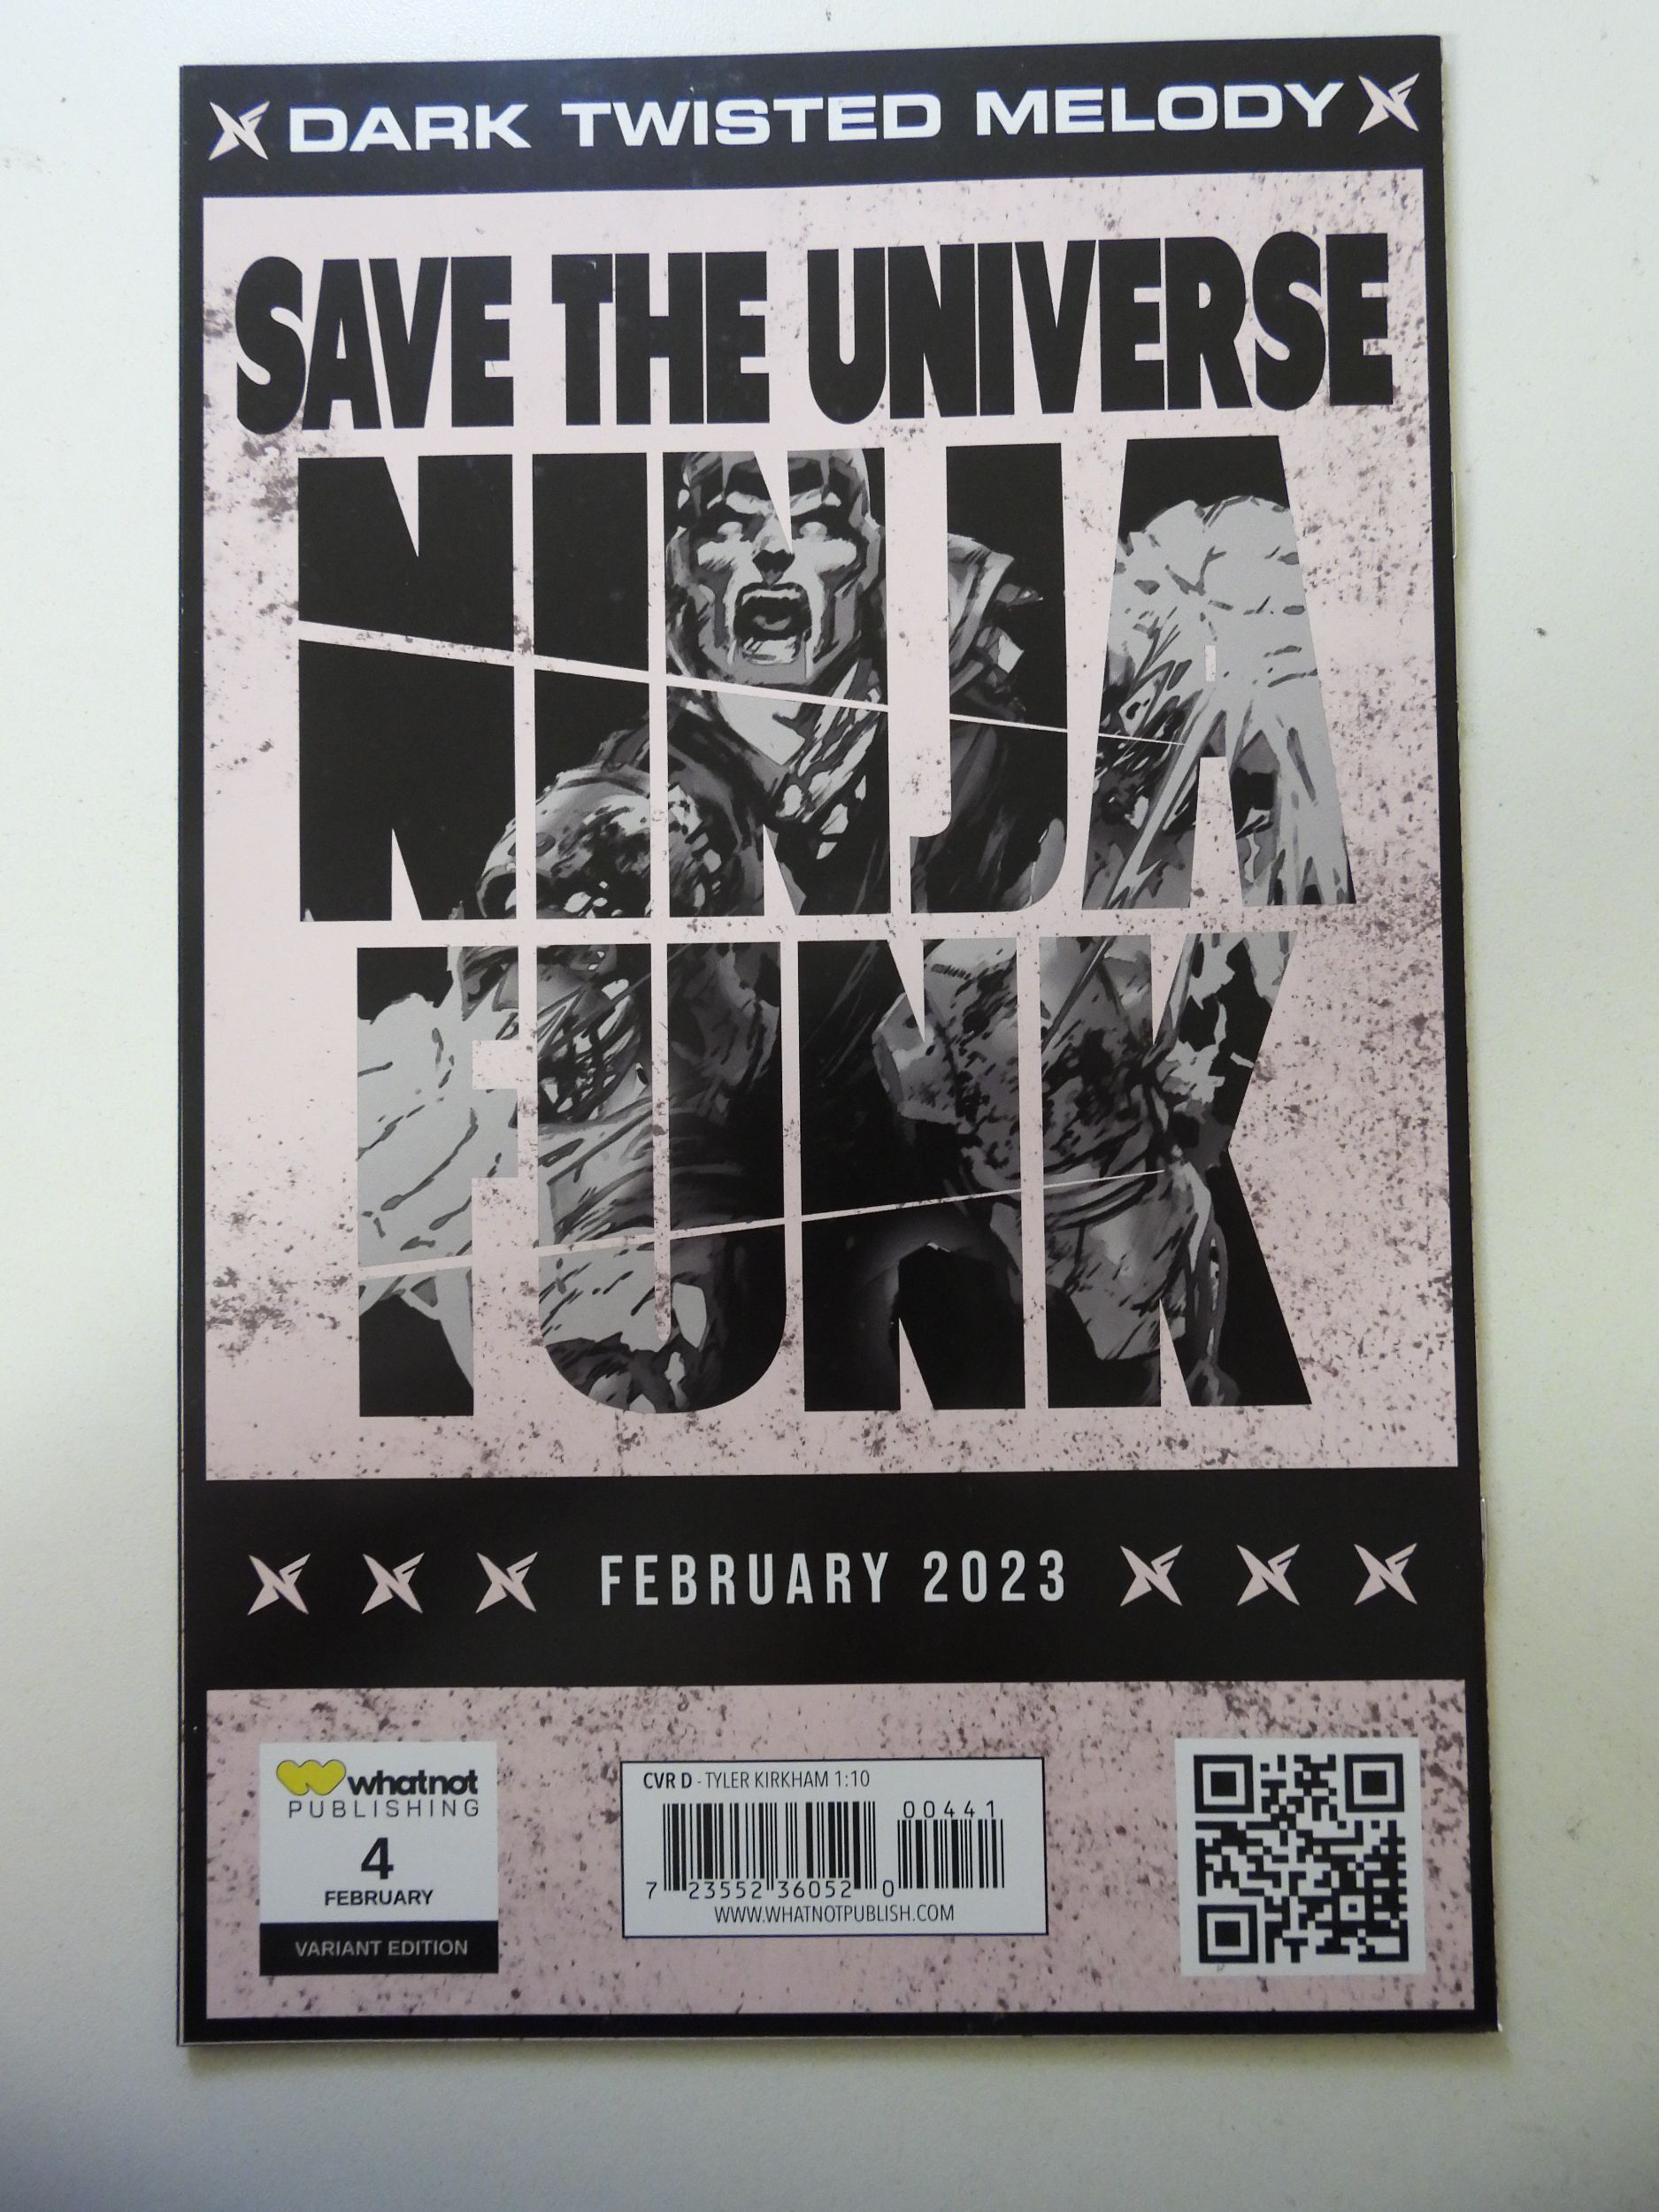 DARK TWISTED MELODY
SAVE THE UNIVERSE
NINJA
FUNK
FEBRUARY 2023
whatnot
PUBLISHING
4
FEBRUARY
VARIANT EDITION
CVR D - TYLER KIRKHAM 1:10
00441
7 23552 36052 0
WWW.WHATNOTPUBLISH.COM